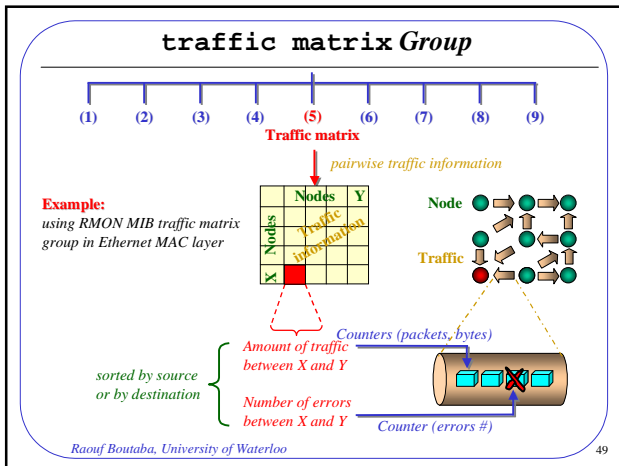 traffic matrix Group
(1) (2) (3) (4) (5) (6) (7) (8) (9)
Traffic matrix
pairwise traffic information
Example:
using RMON MIB traffic matrix
group in Ethernet MAC layer
Nodes Y
Nodes
X
Traffic
information
Node
Traffic
sorted by source
or by destination
Amount of traffic
between X and Y
Number of errors
between X and Y
Counters (packets, bytes)
Counter (errors #)
Raouf Boutaba, University of Waterloo
49